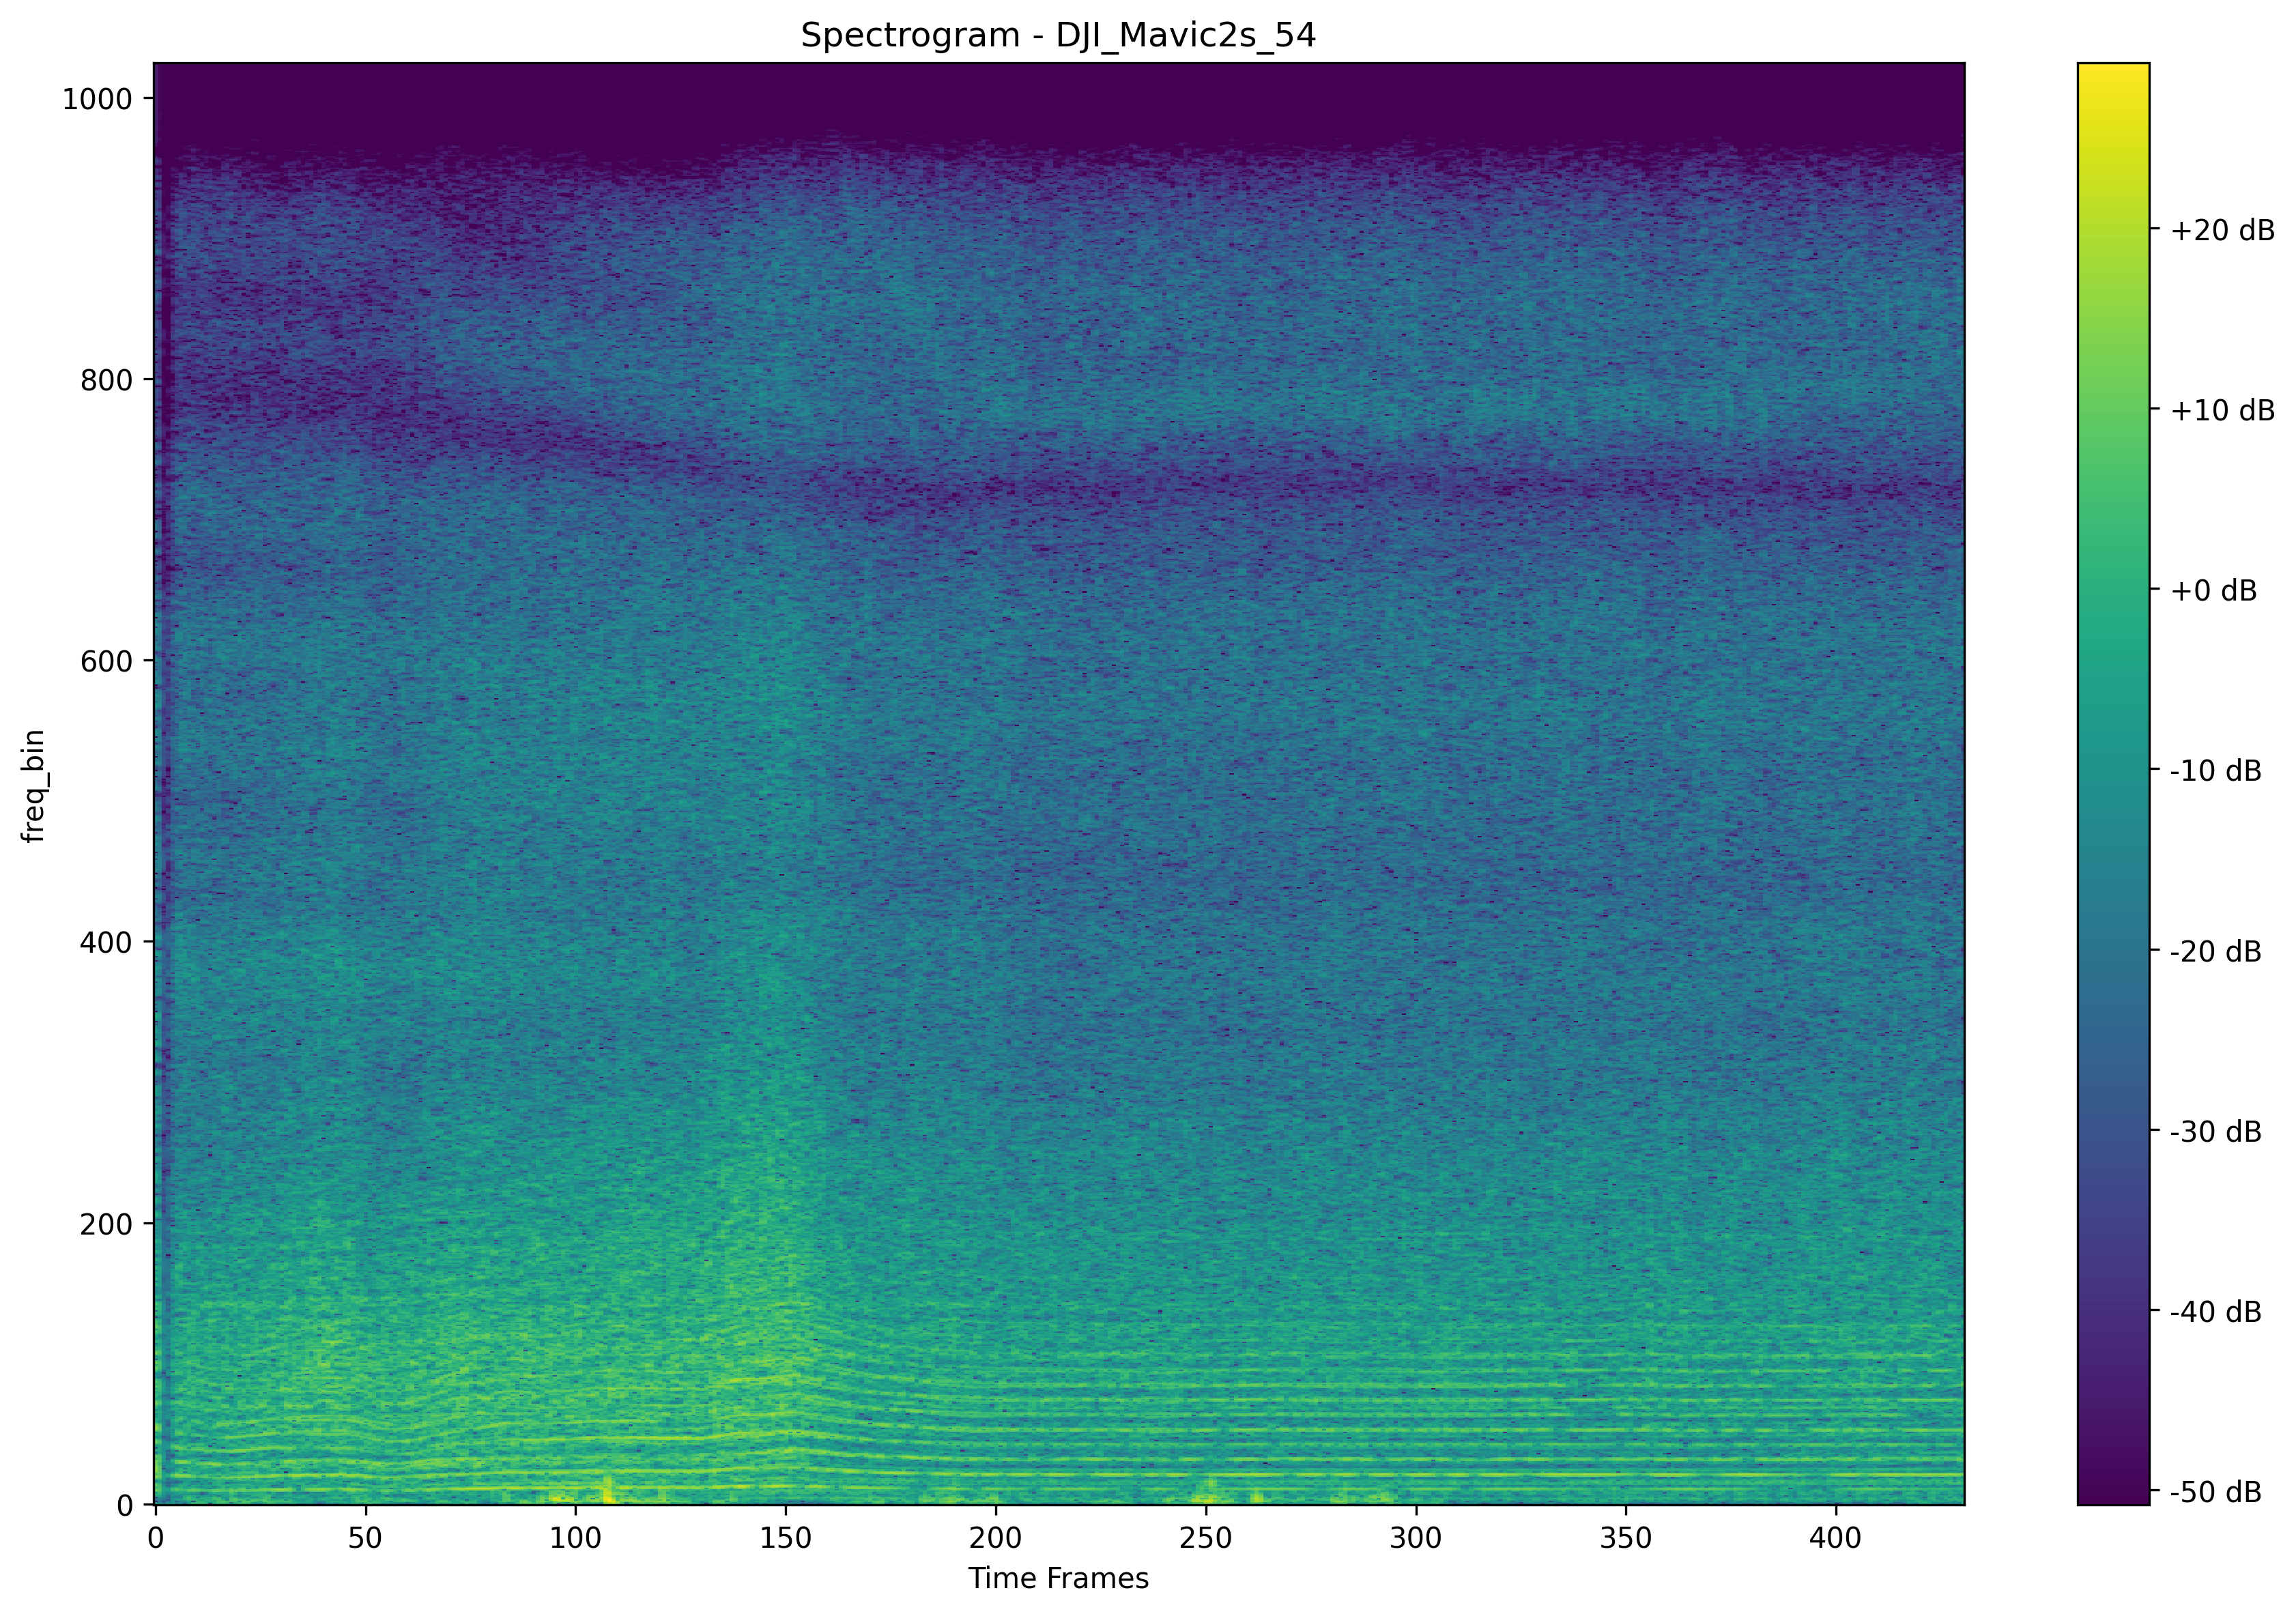 Spectrogram - DJI_Mavic2s_54
1000
800
600
400
200
0
freq_bin
0 50 100 150 200 250 300 350 400
Time Frames
+20 dB
+10 dB
+0 dB
-10 dB
-20 dB
-30 dB
-40 dB
-50 dB